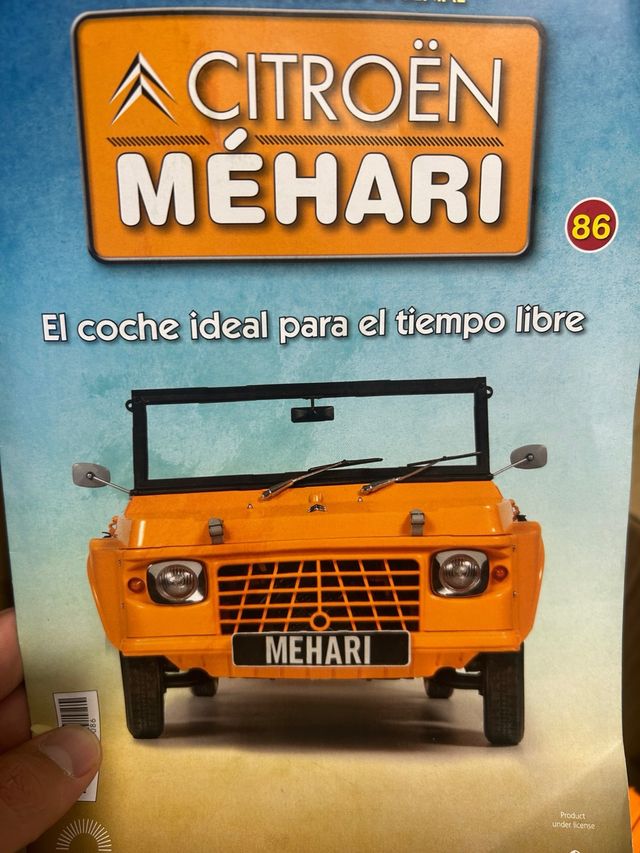 CITROËN
MÉHARI
86
El coche ideal para el tiempo libre
MEHARI
Product
under license